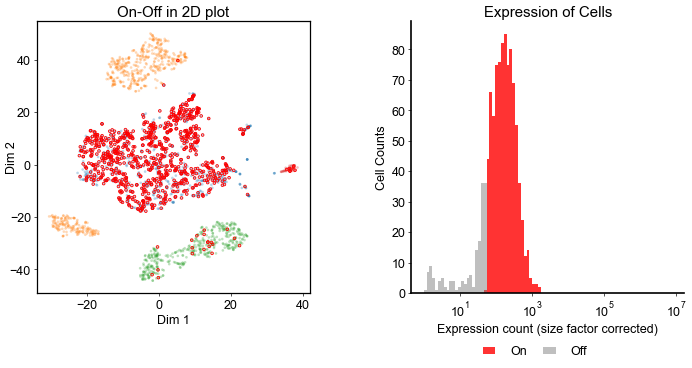 On-Off in 2D plot
40
20
0
−20
−40
Dim 2
−20 0 20 40
Dim 1
Expression of Cells
80
70
60
50
40
30
20
10
0
Cell Counts
10^1 10^3 10^5 10^7
Expression count (size factor corrected)
On Off